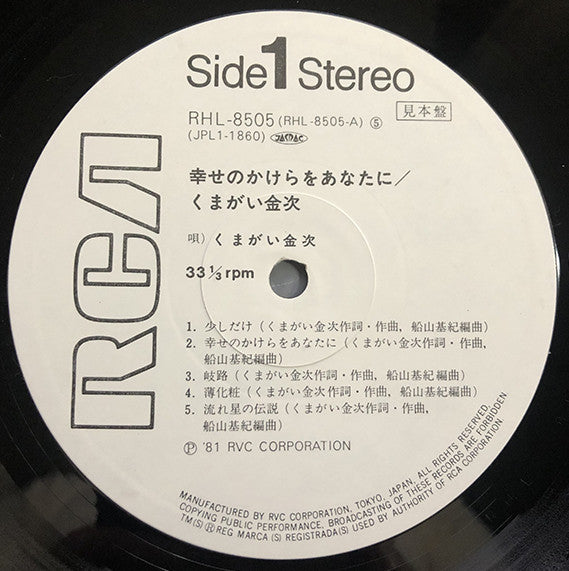 Side 1 Stereo
RHL-8505 (RHL-8505-A) ⑤ 見本盤
(JPL1-1860) JASRAC
幸せのかけらをあなたに/
くまがい金次
唄) くまがい金次
33 1/3 rpm
1. 少しだけ (くまがい金次作詞・作曲, 船山基紀編曲)
2. 幸せのかけらをあなたに (くまがい金次作詞・作曲,
船山基紀編曲)
3. 岐路 (くまがい金次作詞・作曲, 船山基紀編曲)
4. 薄化粧 (くまがい金次作詞・作曲, 船山基紀編曲)
5. 流れ星の伝説 (くまがい金次作詞・作曲,
船山基紀編曲)
Ⓟ '81 RVC CORPORATION
MANUFACTURED BY RVC CORPORATION, TOKYO, JAPAN. ALL RIGHTS RESERVED.
COPYING PUBLIC PERFORMANCE, BROADCASTING OF THESE RECORDS ARE FORBIDDEN
TM(S)®REG MARCA(S) REGISTRADA(S) USED BY AUTHORITY OF RCA CORPORATION
RCA